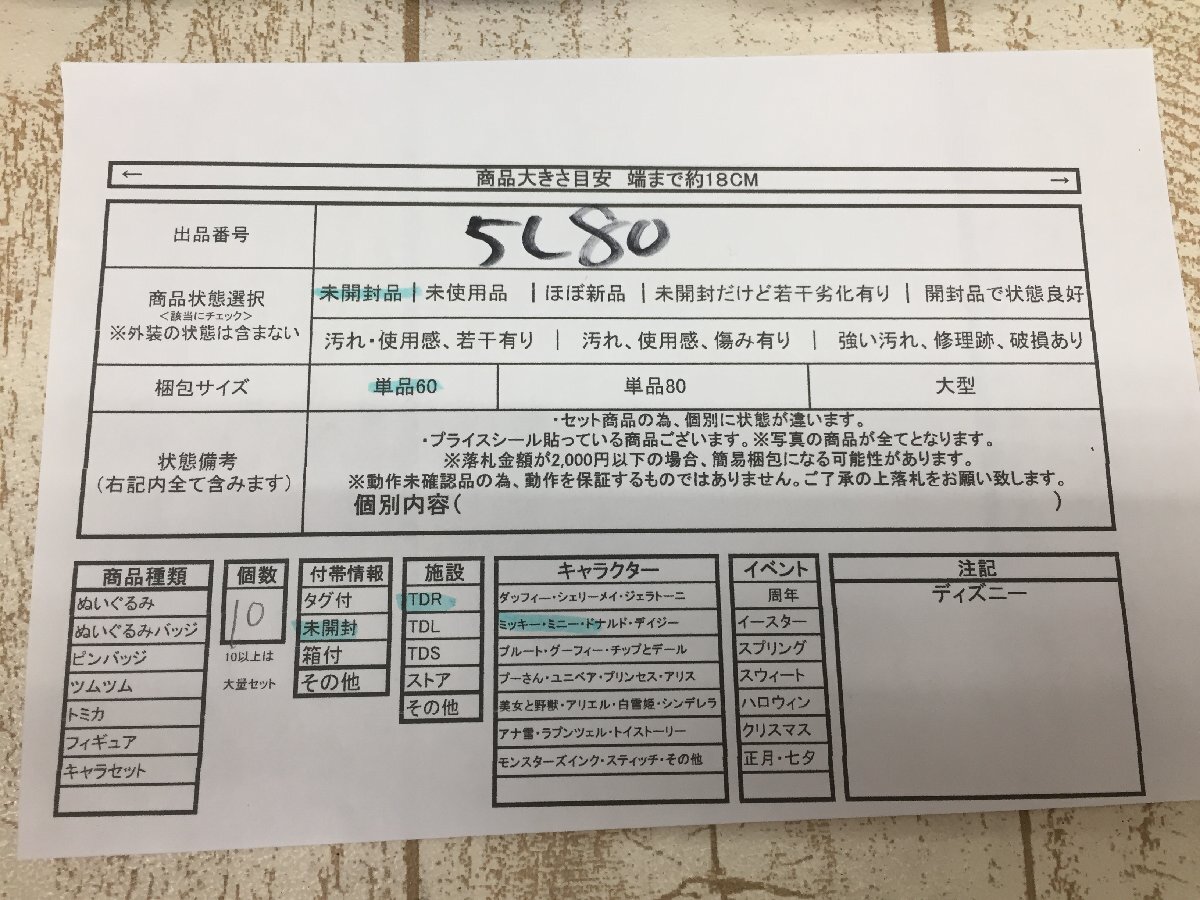 ← 商品大きさ目安 端まで約18CM →
出品番号 5L80
商品状態選択
<該当にチェック>
※外装の状態は含まない
未開封品 | 未使用品 | ほぼ新品 | 未開封だけど若干劣化有り | 開封品で状態良好
汚れ・使用感、若干有り | 汚れ、使用感、傷み有り | 強い汚れ、修理跡、破損あり
梱包サイズ 単品60 単品80 大型
状態備考
(右記内全て含みます)
・セット商品の為、個別に状態が違います。
・プライスシール貼っている商品ございます。※写真の商品が全てとなります。
※落札金額が2,000円以下の場合、簡易梱包になる可能性があります。
※動作未確認品の為、動作を保証するものではありません。ご了承の上落札をお願い致します。
個別内容( )
商品種類
ぬいぐるみ
ぬいぐるみバッジ
ピンバッジ
ツムツム
トミカ
フィギュア
キャラセット
個数
10
10以上は
大量セット
付帯情報
タグ付
未開封
箱付
その他
施設
TDR
TDL
TDS
ストア
その他
キャラクター
ダッフィー・シェリーメイ・ジェラトーニ
ミッキー・ミニー・ドナルド・デイジー
プルート・グーフィー・チップとデール
プーさん・ユニベア・プリンセス・アリス
美女と野獣・アリエル・白雪姫・シンデレラ
アナ雪・ラプンツェル・トイストーリー
モンスターズインク・スティッチ・その他
イベント
周年
イースター
スプリング
スウィート
ハロウィン
クリスマス
正月・七夕
注記
ディズニー